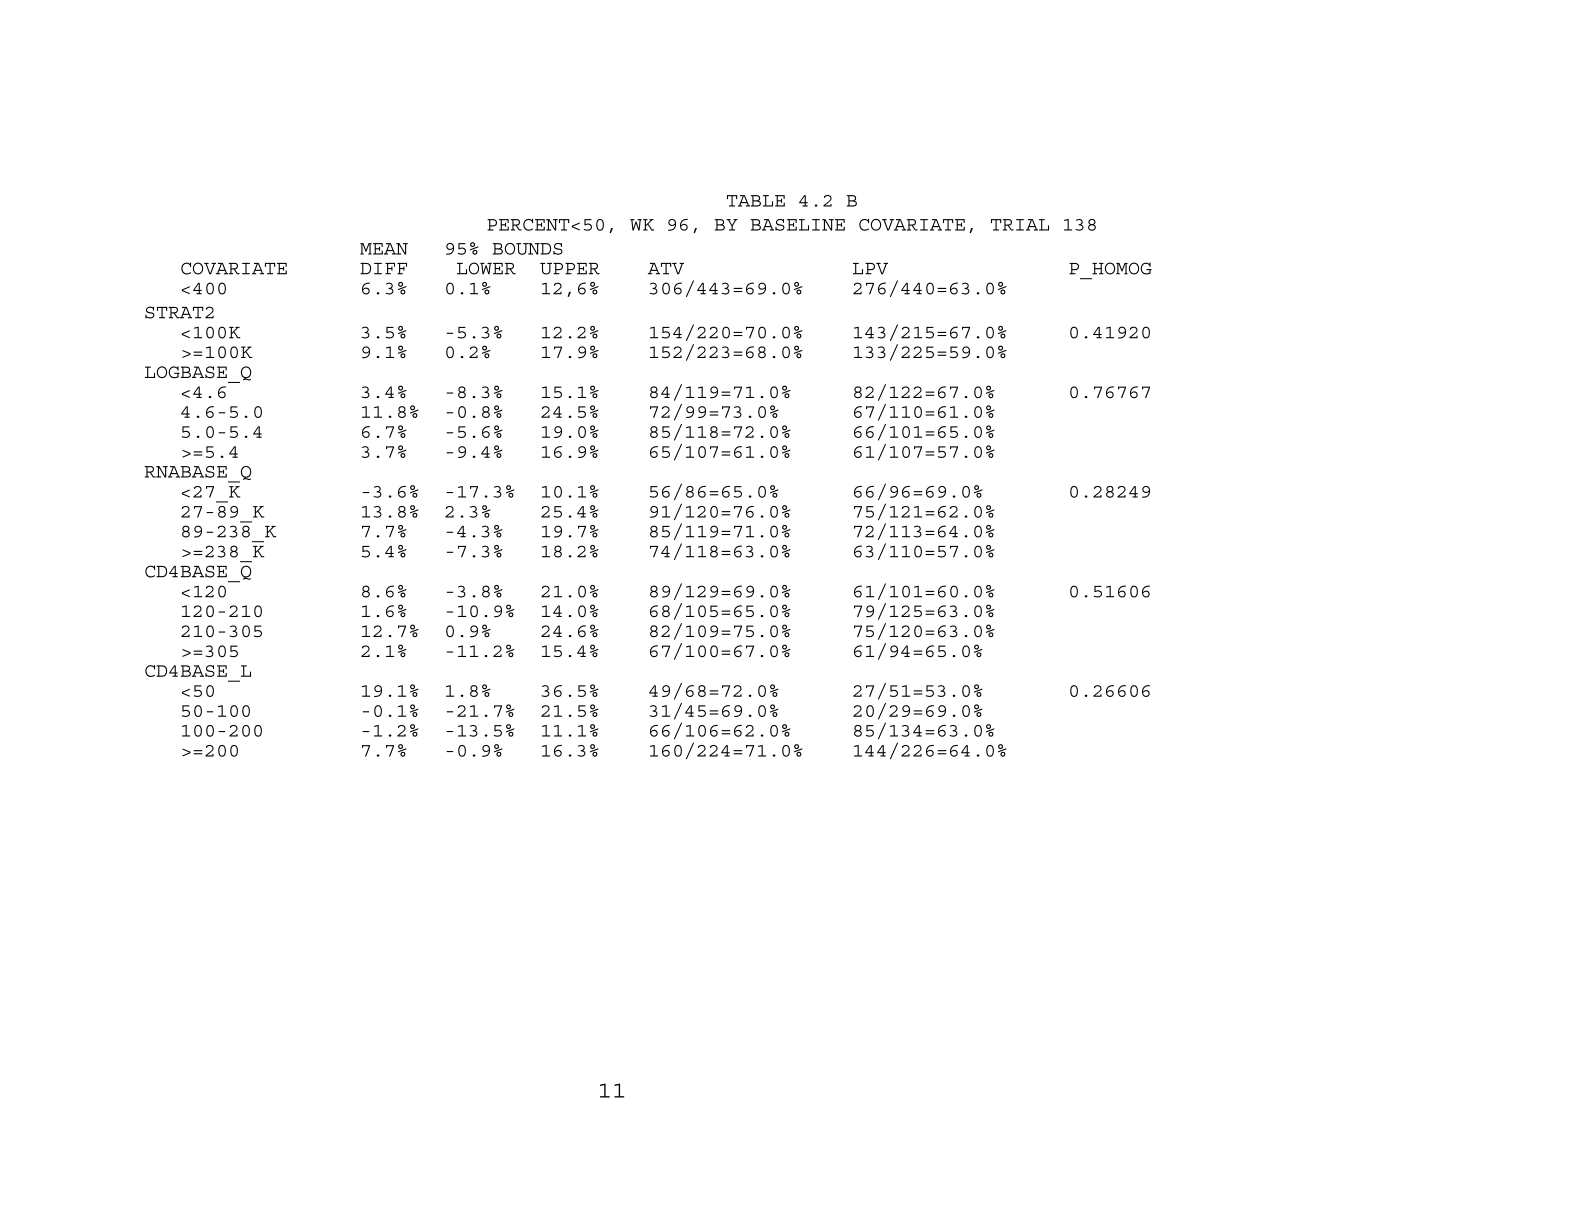 TABLE 4.2 B
PERCENT<50, WK 96, BY BASELINE COVARIATE, TRIAL 138
MEAN 95% BOUNDS
COVARIATE DIFF LOWER UPPER ATV LPV P_HOMOG
<400 6.3% 0.1% 12,6% 306/443=69.0% 276/440=63.0%
STRAT2
<100K 3.5% -5.3% 12.2% 154/220=70.0% 143/215=67.0% 0.41920
>=100K 9.1% 0.2% 17.9% 152/223=68.0% 133/225=59.0%
LOGBASE_Q
<4.6 3.4% -8.3% 15.1% 84/119=71.0% 82/122=67.0% 0.76767
4.6-5.0 11.8% -0.8% 24.5% 72/99=73.0% 67/110=61.0%
5.0-5.4 6.7% -5.6% 19.0% 85/118=72.0% 66/101=65.0%
>=5.4 3.7% -9.4% 16.9% 65/107=61.0% 61/107=57.0%
RNABASE_Q
<27_K -3.6% -17.3% 10.1% 56/86=65.0% 66/96=69.0% 0.28249
27-89_K 13.8% 2.3% 25.4% 91/120=76.0% 75/121=62.0%
89-238_K 7.7% -4.3% 19.7% 85/119=71.0% 72/113=64.0%
>=238_K 5.4% -7.3% 18.2% 74/118=63.0% 63/110=57.0%
CD4BASE_Q
<120 8.6% -3.8% 21.0% 89/129=69.0% 61/101=60.0% 0.51606
120-210 1.6% -10.9% 14.0% 68/105=65.0% 79/125=63.0%
210-305 12.7% 0.9% 24.6% 82/109=75.0% 75/120=63.0%
>=305 2.1% -11.2% 15.4% 67/100=67.0% 61/94=65.0%
CD4BASE_L
<50 19.1% 1.8% 36.5% 49/68=72.0% 27/51=53.0% 0.26606
50-100 -0.1% -21.7% 21.5% 31/45=69.0% 20/29=69.0%
100-200 -1.2% -13.5% 11.1% 66/106=62.0% 85/134=63.0%
>=200 7.7% -0.9% 16.3% 160/224=71.0% 144/226=64.0%
11